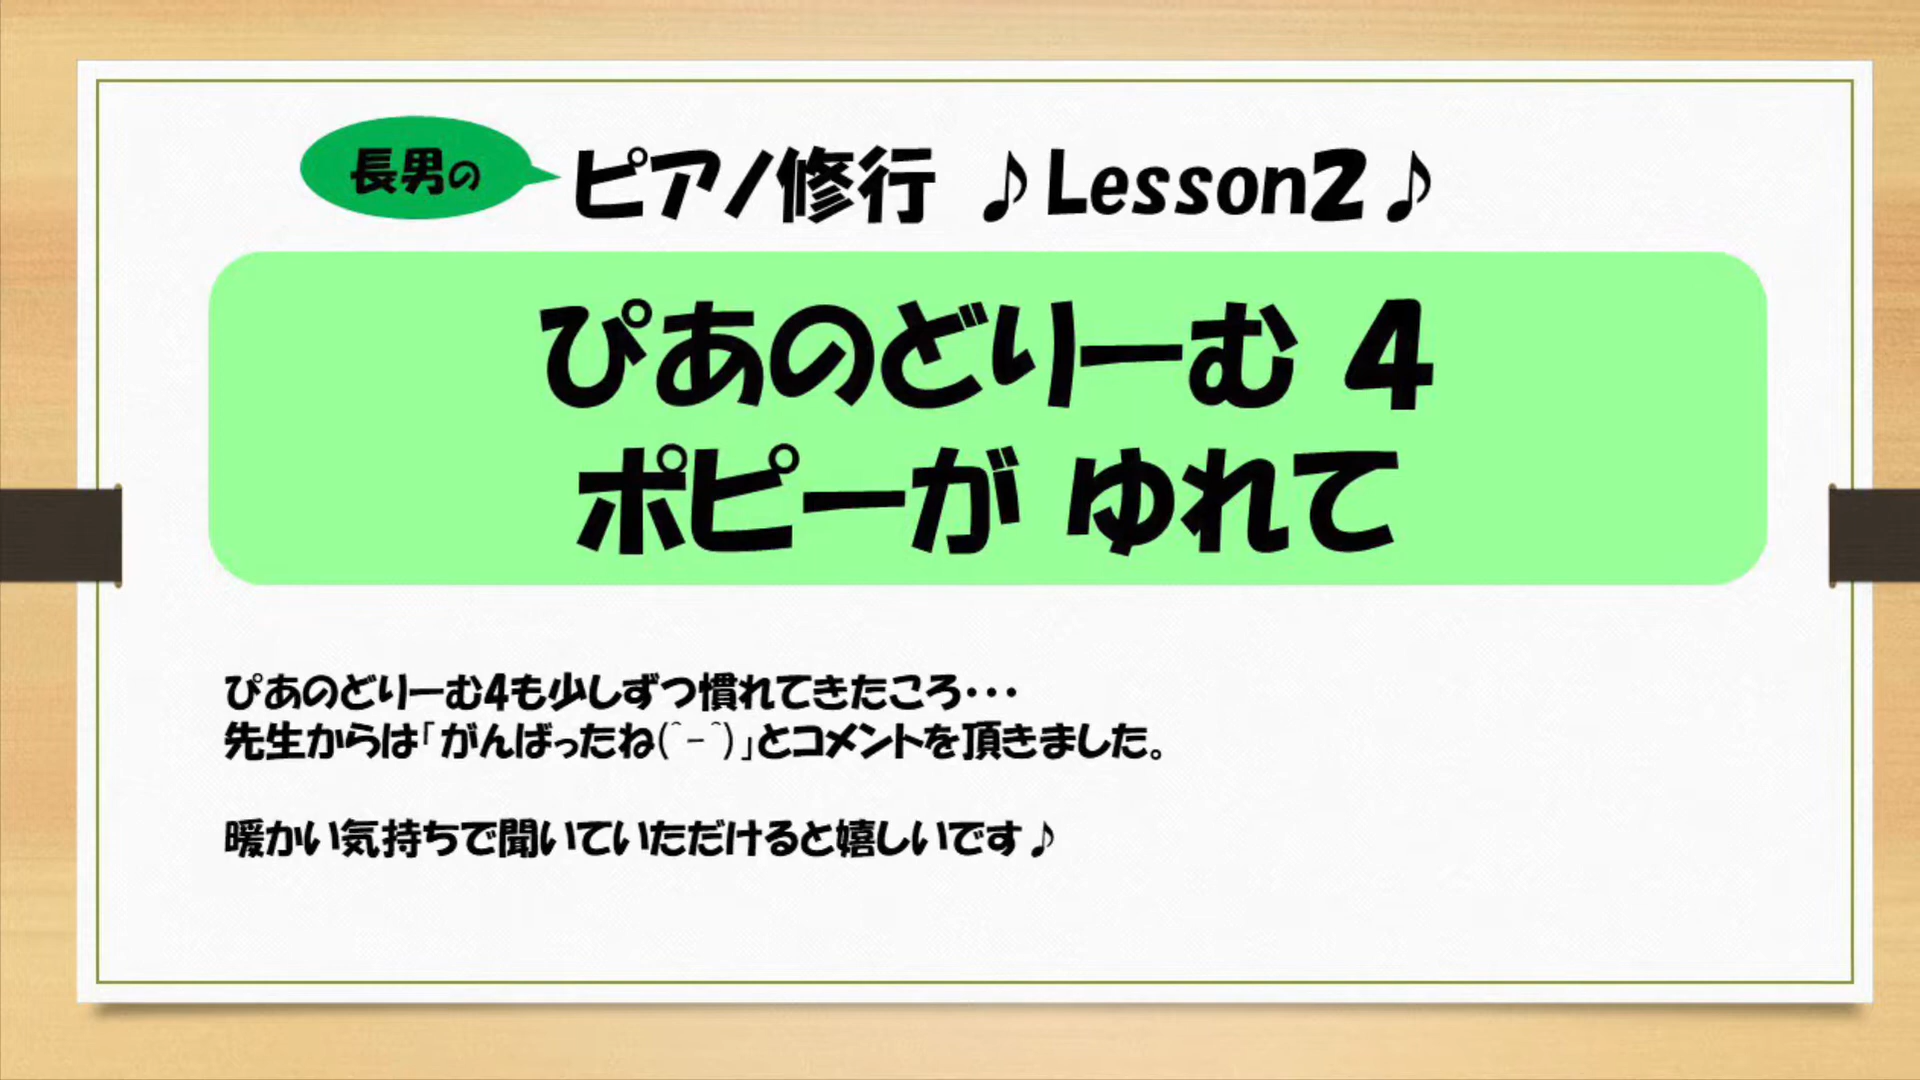 長男の
ピアノ修行 ♪Lesson2♪
ぴあのどりーむ 4
ポピーが ゆれて
ぴあのどりーむ4も少しずつ慣れてきたころ・・・
先生からは「がんばったね(^-^)」とコメントを頂きました。
暖かい気持ちで聞いていただけると嬉しいです♪